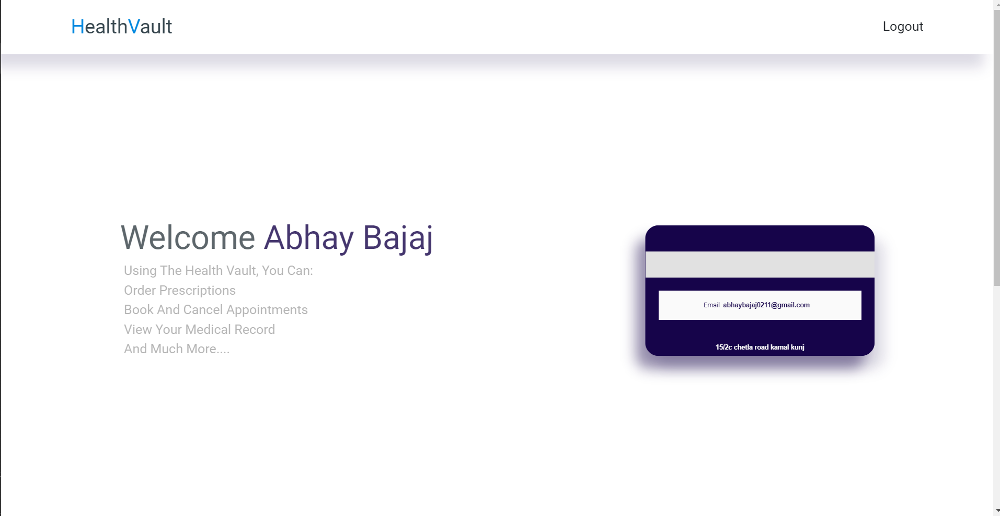 HealthVault
Logout
Welcome Abhay Bajaj
Using The Health Vault, You Can:
Order Prescriptions
Book And Cancel Appointments
View Your Medical Record
And Much More....
Email abhaybajaj0211@gmail.com
15/2c chetla road kamal kunj